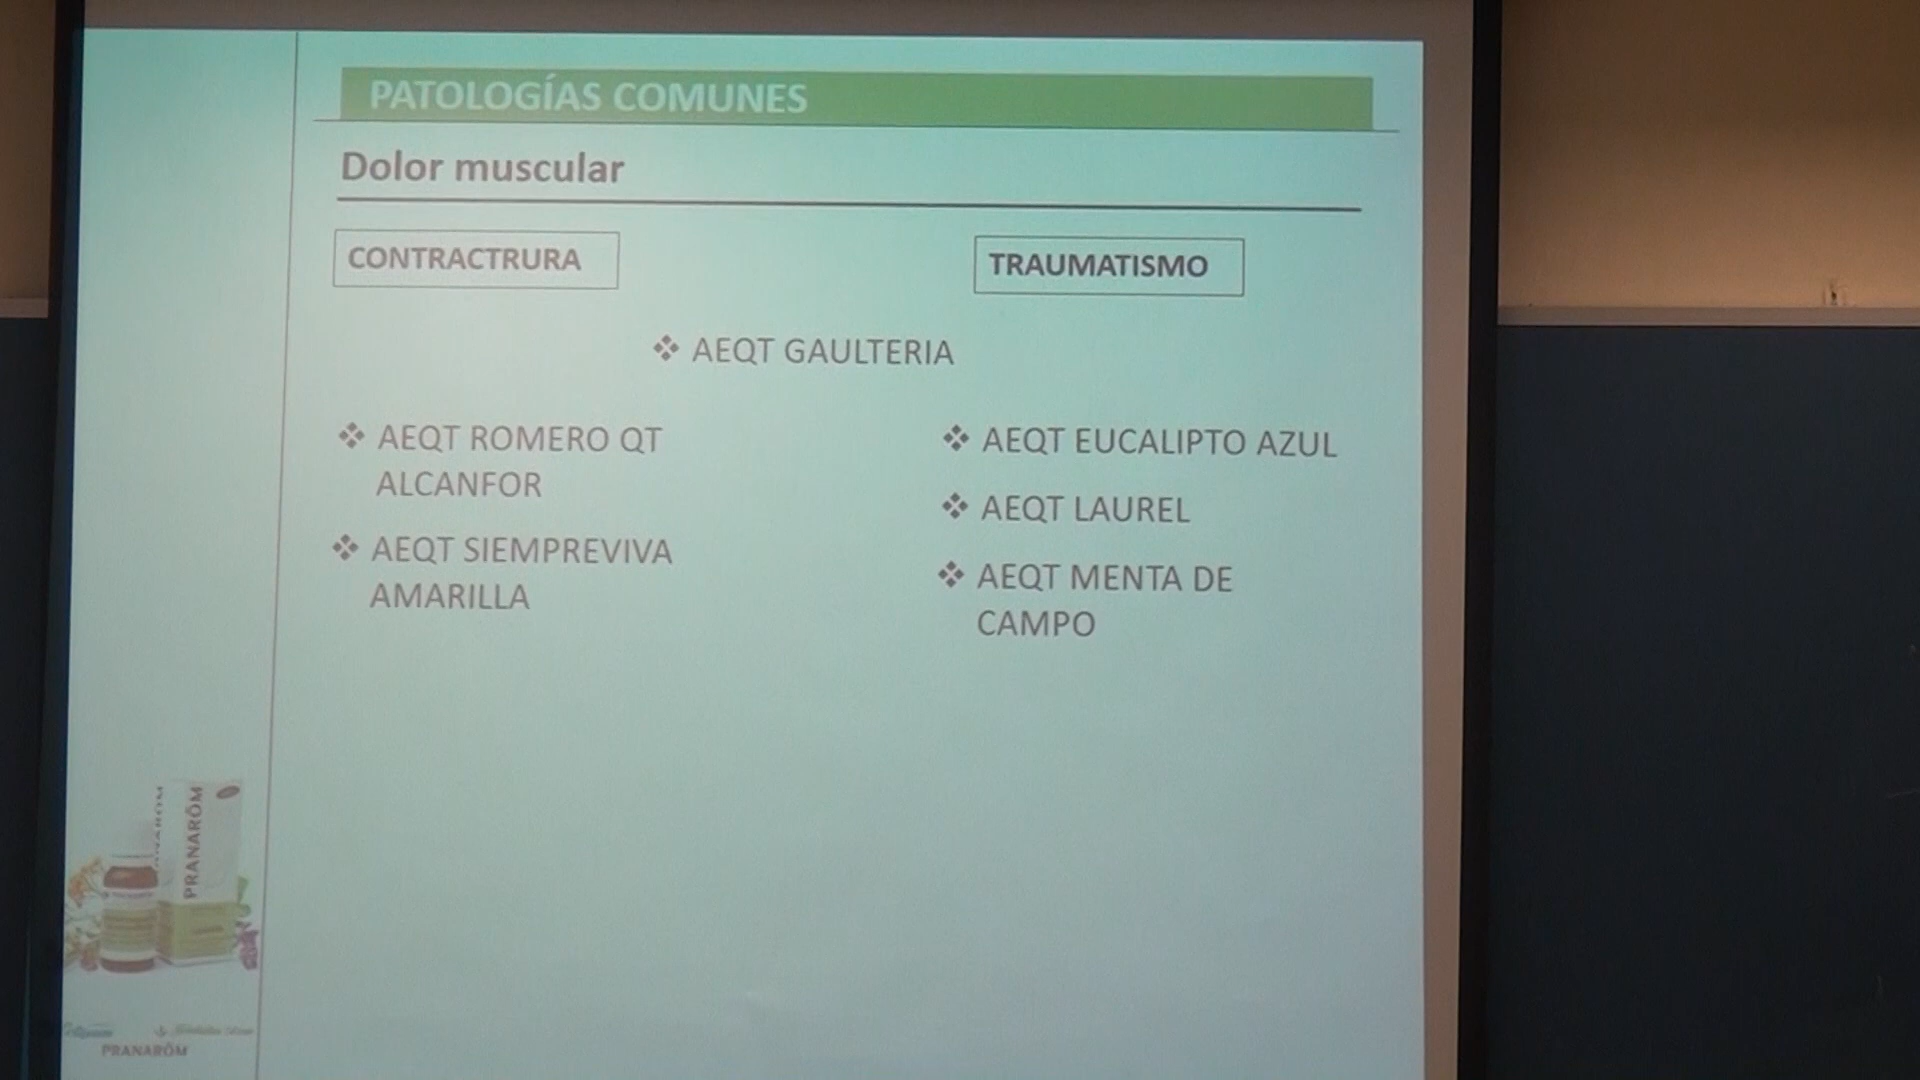 PATOLOGÍAS COMUNES
Dolor muscular
CONTRACTRURA
TRAUMATISMO
❖ AEQT GAULTERIA
❖ AEQT ROMERO QT
ALCANFOR
❖ AEQT SIEMPREVIVA
AMARILLA
❖ AEQT EUCALIPTO AZUL
❖ AEQT LAUREL
❖ AEQT MENTA DE
CAMPO
PRANARÔM
PRANARÔM